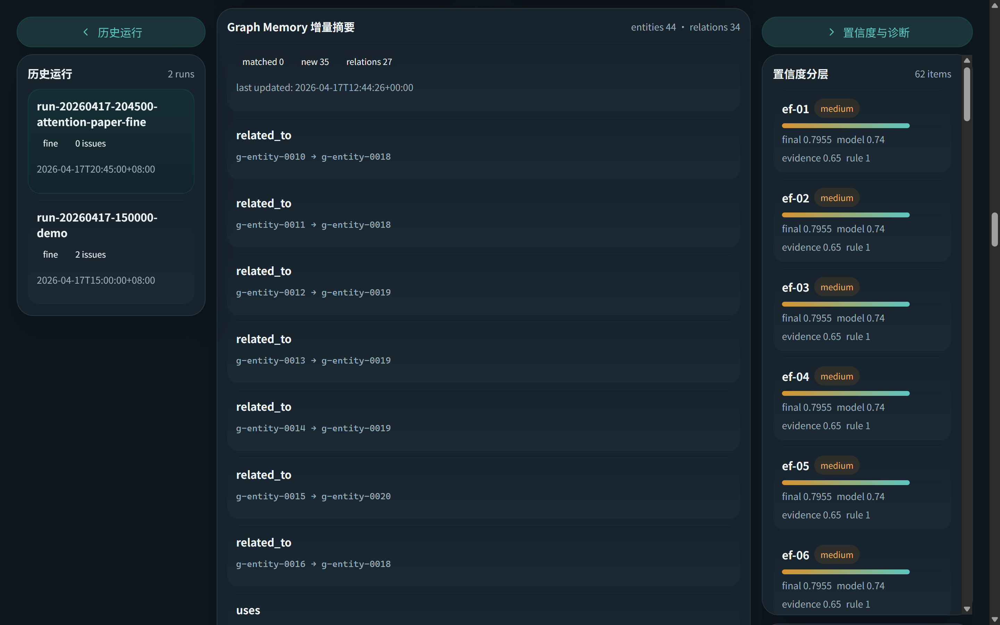 历史运行
历史运行
2 runs
run-20260417-204500-
attention-paper-fine
fine 0 issues
2026-04-17T20:45:00+08:00
run-20260417-150000-
demo
fine 2 issues
2026-04-17T15:00:00+08:00
Graph Memory 增量摘要
entities 44 • relations 34
matched 0 new 35 relations 27
last updated: 2026-04-17T12:44:26+00:00
related_to
g-entity-0010 → g-entity-0018
related_to
g-entity-0011 → g-entity-0018
related_to
g-entity-0012 → g-entity-0019
related_to
g-entity-0013 → g-entity-0019
related_to
g-entity-0014 → g-entity-0019
related_to
g-entity-0015 → g-entity-0020
related_to
g-entity-0016 → g-entity-0018
uses
置信度与诊断
置信度分层
62 items
ef-01 medium
final 0.7955 model 0.74
evidence 0.65 rule 1
ef-02 medium
final 0.7955 model 0.74
evidence 0.65 rule 1
ef-03 medium
final 0.7955 model 0.74
evidence 0.65 rule 1
ef-04 medium
final 0.7955 model 0.74
evidence 0.65 rule 1
ef-05 medium
final 0.7955 model 0.74
evidence 0.65 rule 1
ef-06 medium
final 0.7955 model 0.74
evidence 0.65 rule 1